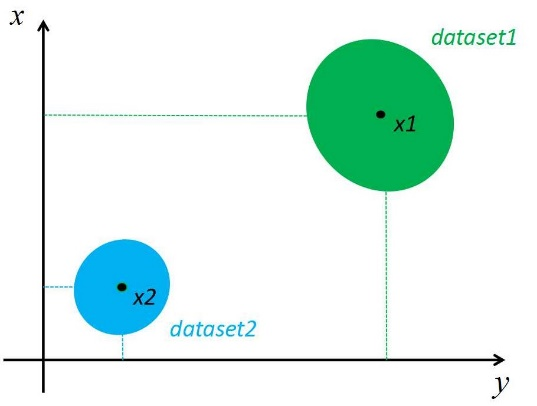 x
dataset1
x1
x2
dataset2
y